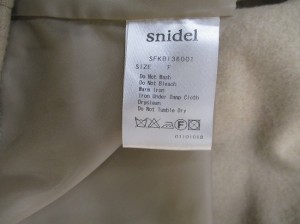 snidel
SFKB136001
SIZE F
Do Not Wash
Do Not Bleach
Warm Iron
Iron Under Damp Cloth
Dryclean
Do Not Tumble Dry
F
01101018